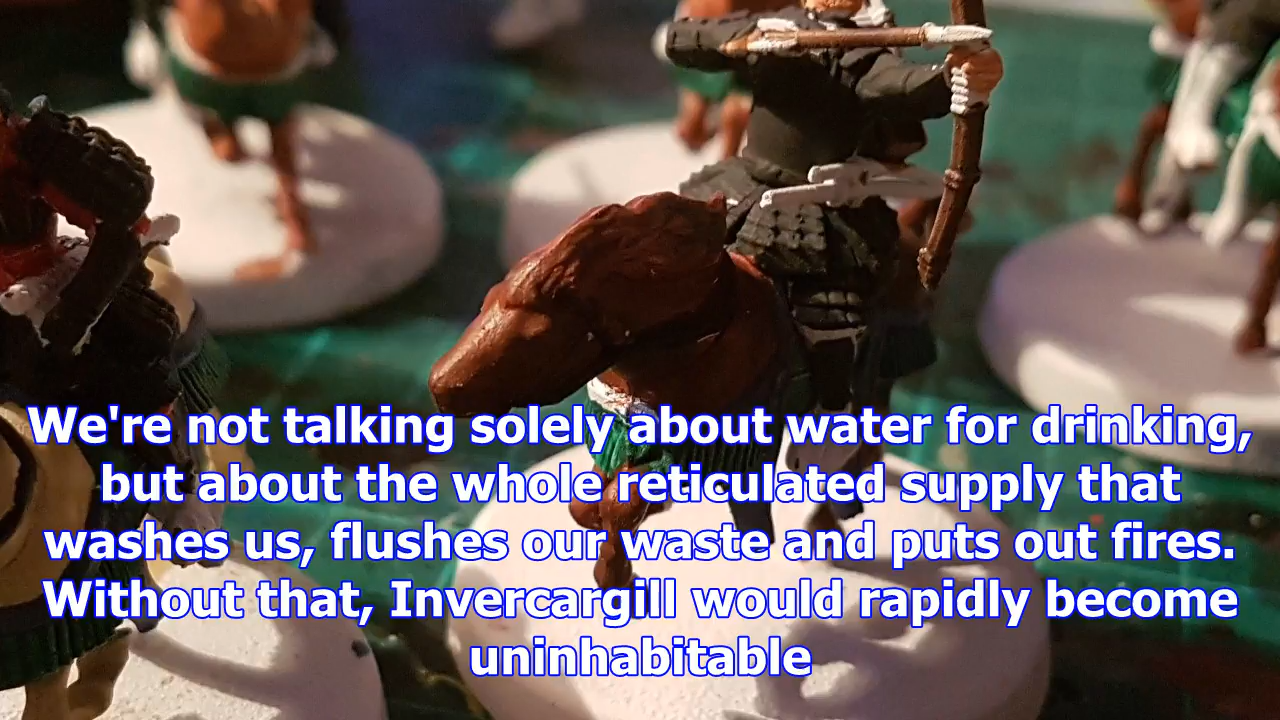 We're not talking solely about water for drinking,
but about the whole reticulated supply that
washes us, flushes our waste and puts out fires.
Without that, Invercargill would rapidly become
uninhabitable